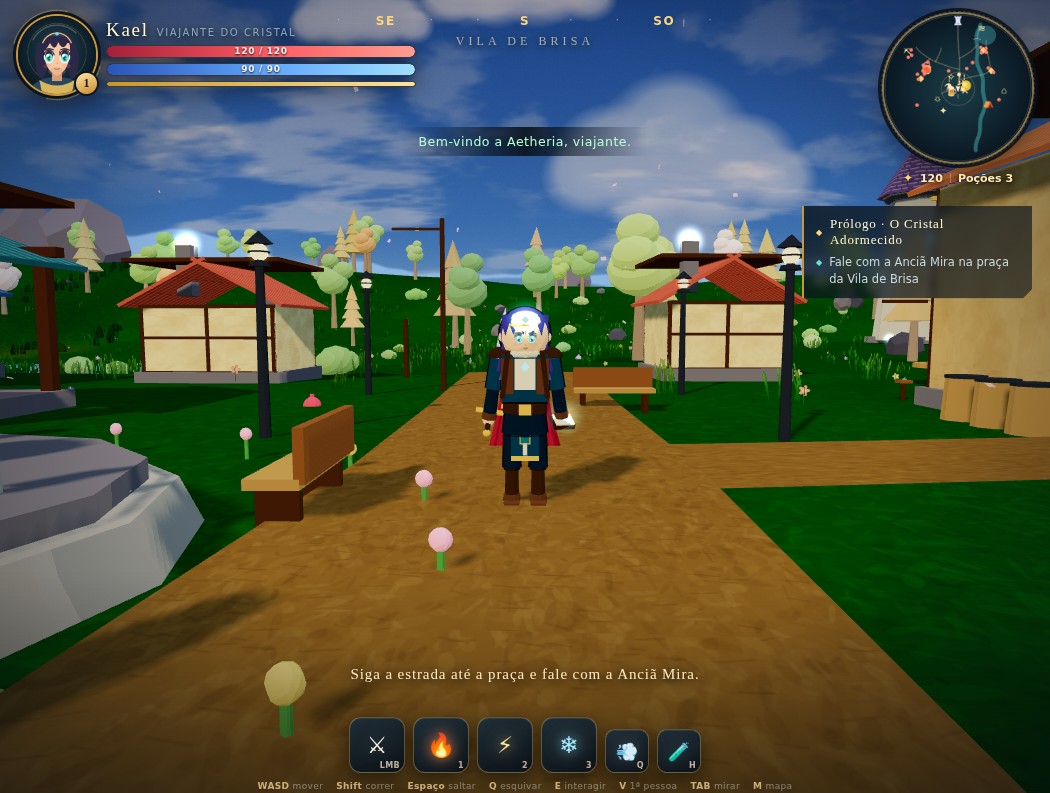 SE S SO
Kael VIAJANTE DO CRISTAL
VILA DE BRISA
120 / 120
90 / 90
1
Bem-vindo a Aetheria, viajante.
120 | Poções 3
Prólogo · O Cristal
Adormecido
Fale com a Anciã Mira na praça
da Vila de Brisa
Siga a estrada até a praça e fale com a Anciã Mira.
LMB 1 2 3 Q H
WASD mover Shift correr Espaço saltar Q esquivar E interagir V 1ª pessoa TAB mirar M mapa